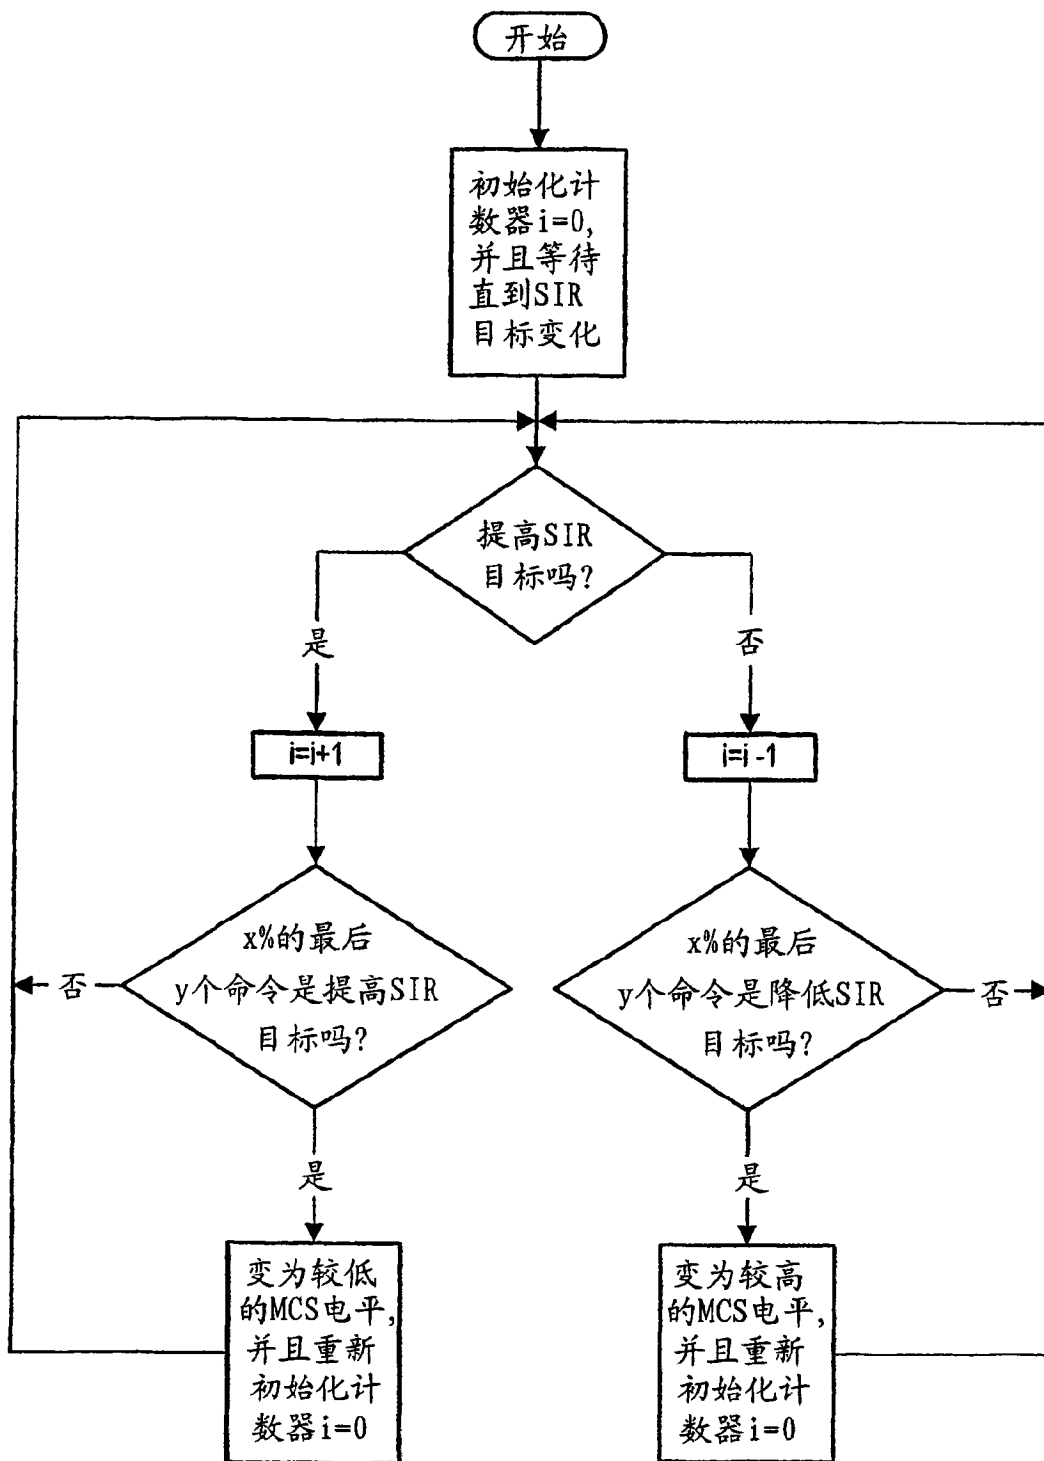 开始
初始化计
数器i=0,
并且等待
直到SIR
目标变化
提高SIR
目标吗?
是
否
i=i+1
i=i-1
x%的最后
y个命令是提高SIR
目标吗?
否
x%的最后
y个命令是降低SIR
目标吗?
否
是
是
变为较低
的MCS电平,
并且重新
初始化计
数器i=0
变为较高
的MCS电平,
并且重新
初始化计
数器i=0